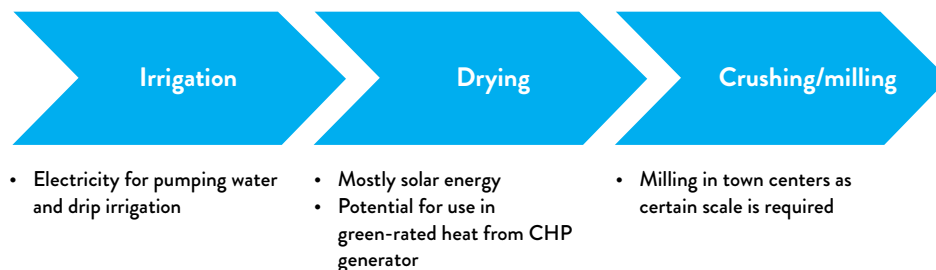 Irrigation
Drying
Crushing/milling
• Electricity for pumping water
and drip irrigation
• Mostly solar energy
• Potential for use in
green-rated heat from CHP
generator
• Milling in town centers as
certain scale is required